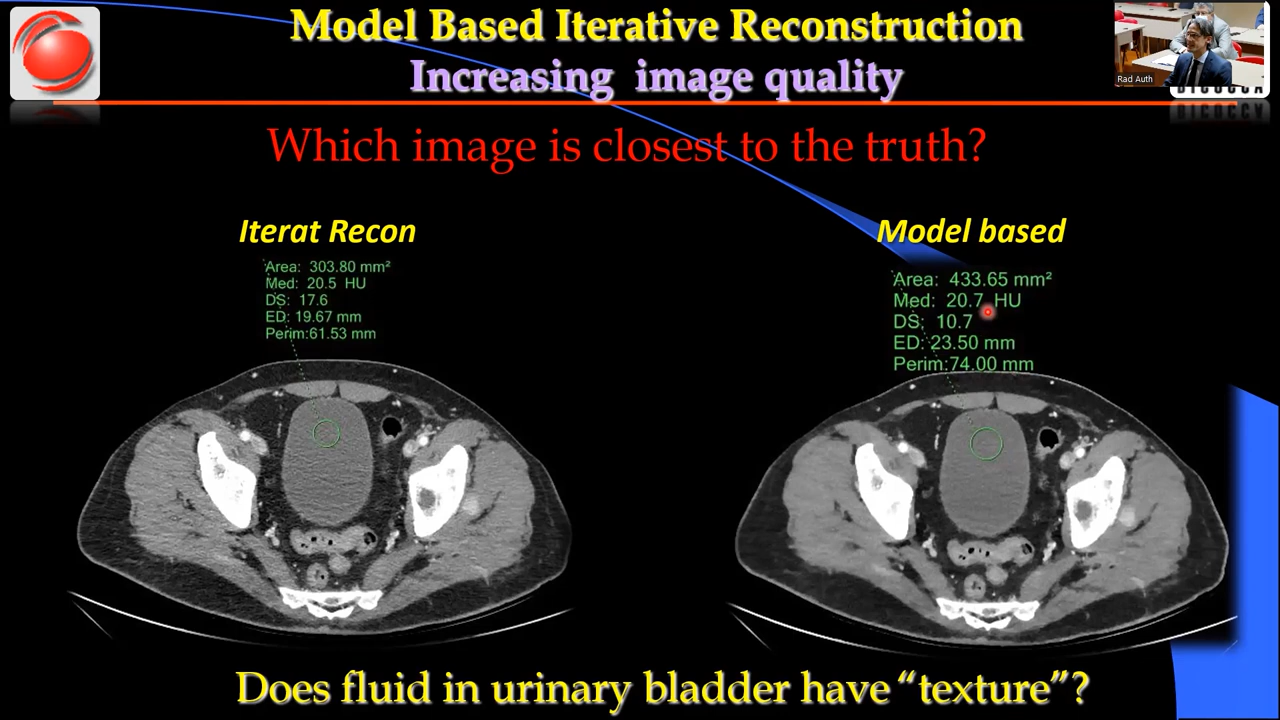 Model Based Iterative Reconstruction
Increasing image quality
Rad Auth
BICOCCA
Which image is closest to the truth?
Iterat Recon
Area: 303.80 mm²
Med: 20.5 HU
DS: 17.6
ED: 19.67 mm
Perim:61.53 mm
Model based
Area: 433.65 mm²
Med: 20.7 HU
DS: 10.7
ED: 23.50 mm
Perim:74.00 mm
Does fluid in urinary bladder have “texture”?